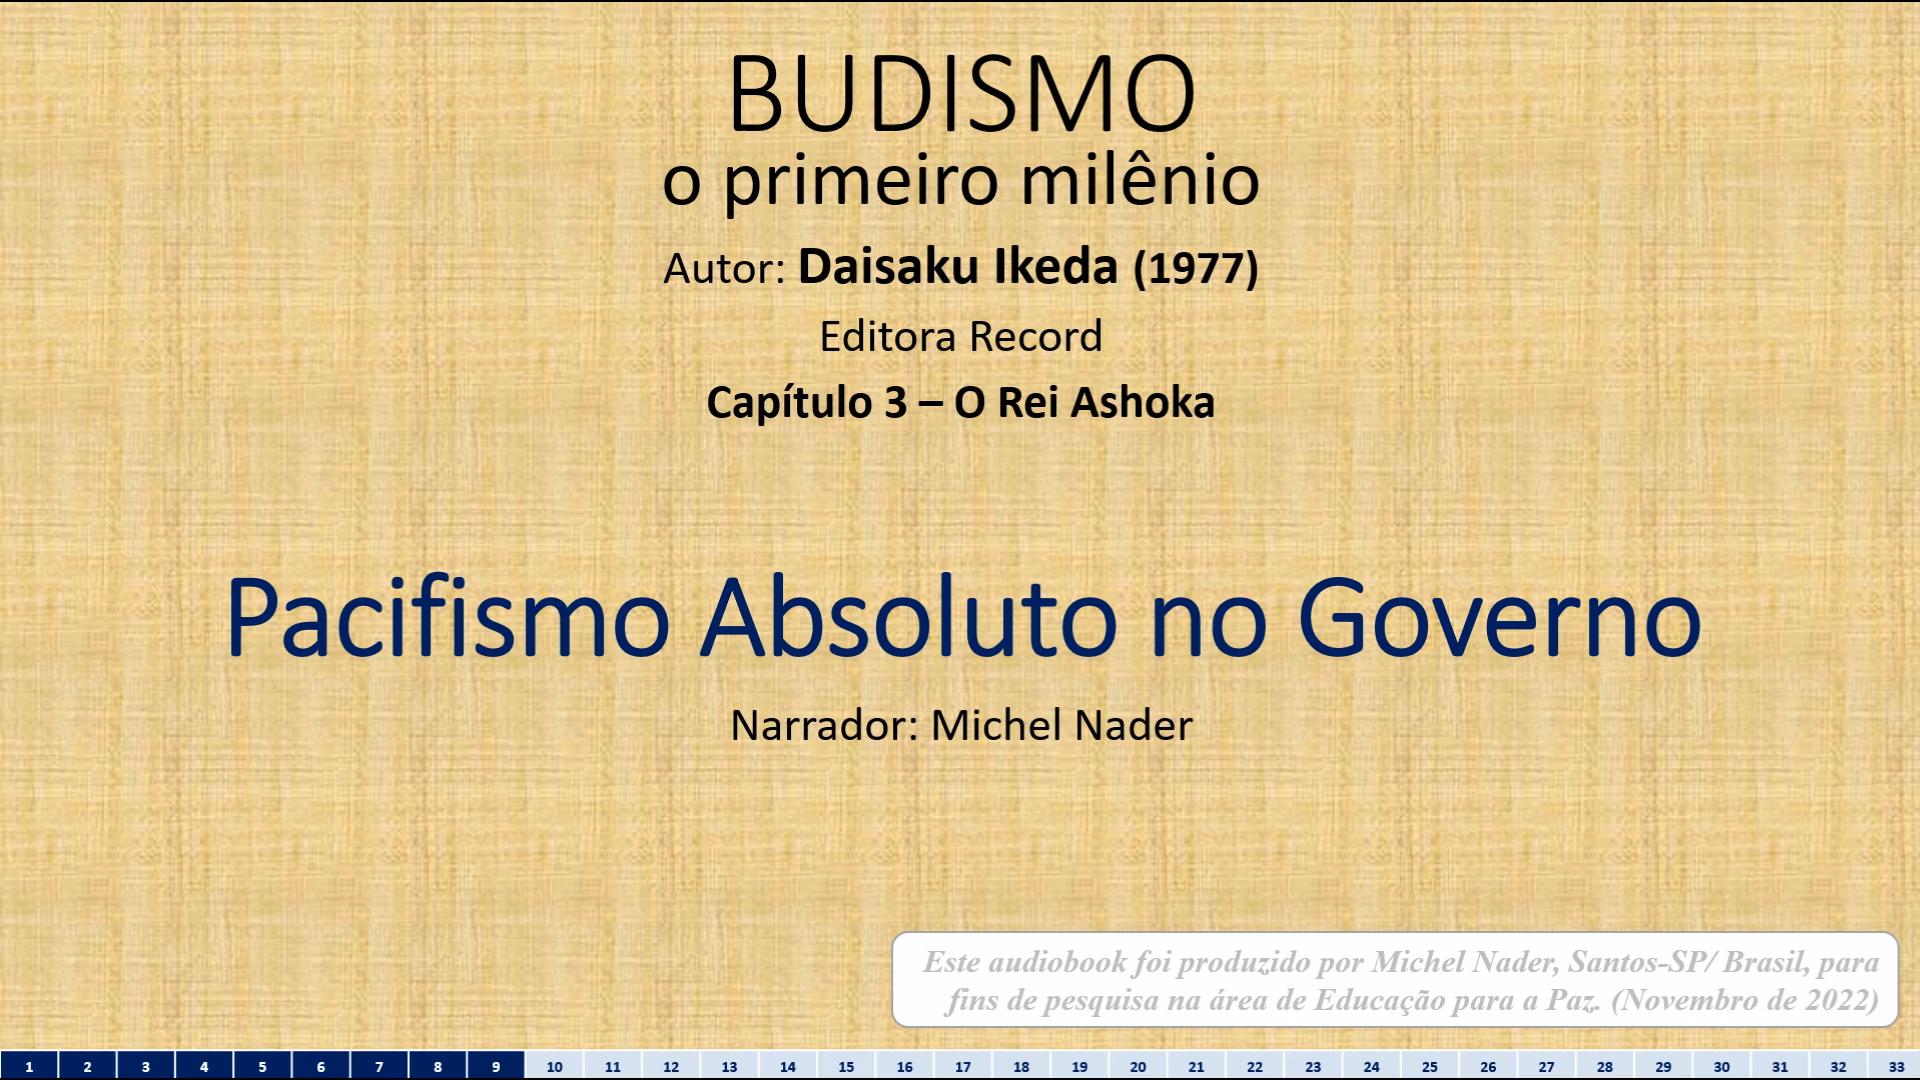 BUDISMO
o primeiro milênio
Autor: Daisaku Ikeda (1977)
Editora Record
Capítulo 3 – O Rei Ashoka
Pacifismo Absoluto no Governo
Narrador: Michel Nader
Este audiobook foi produzido por Michel Nader, Santos-SP/ Brasil, para
fins de pesquisa na área de Educação para a Paz. (Novembro de 2022)
1 2 3 4 5 6 7 8 9 10 11 12 13 14 15 16 17 18 19 20 21 22 23 24 25 26 27 28 29 30 31 32 33